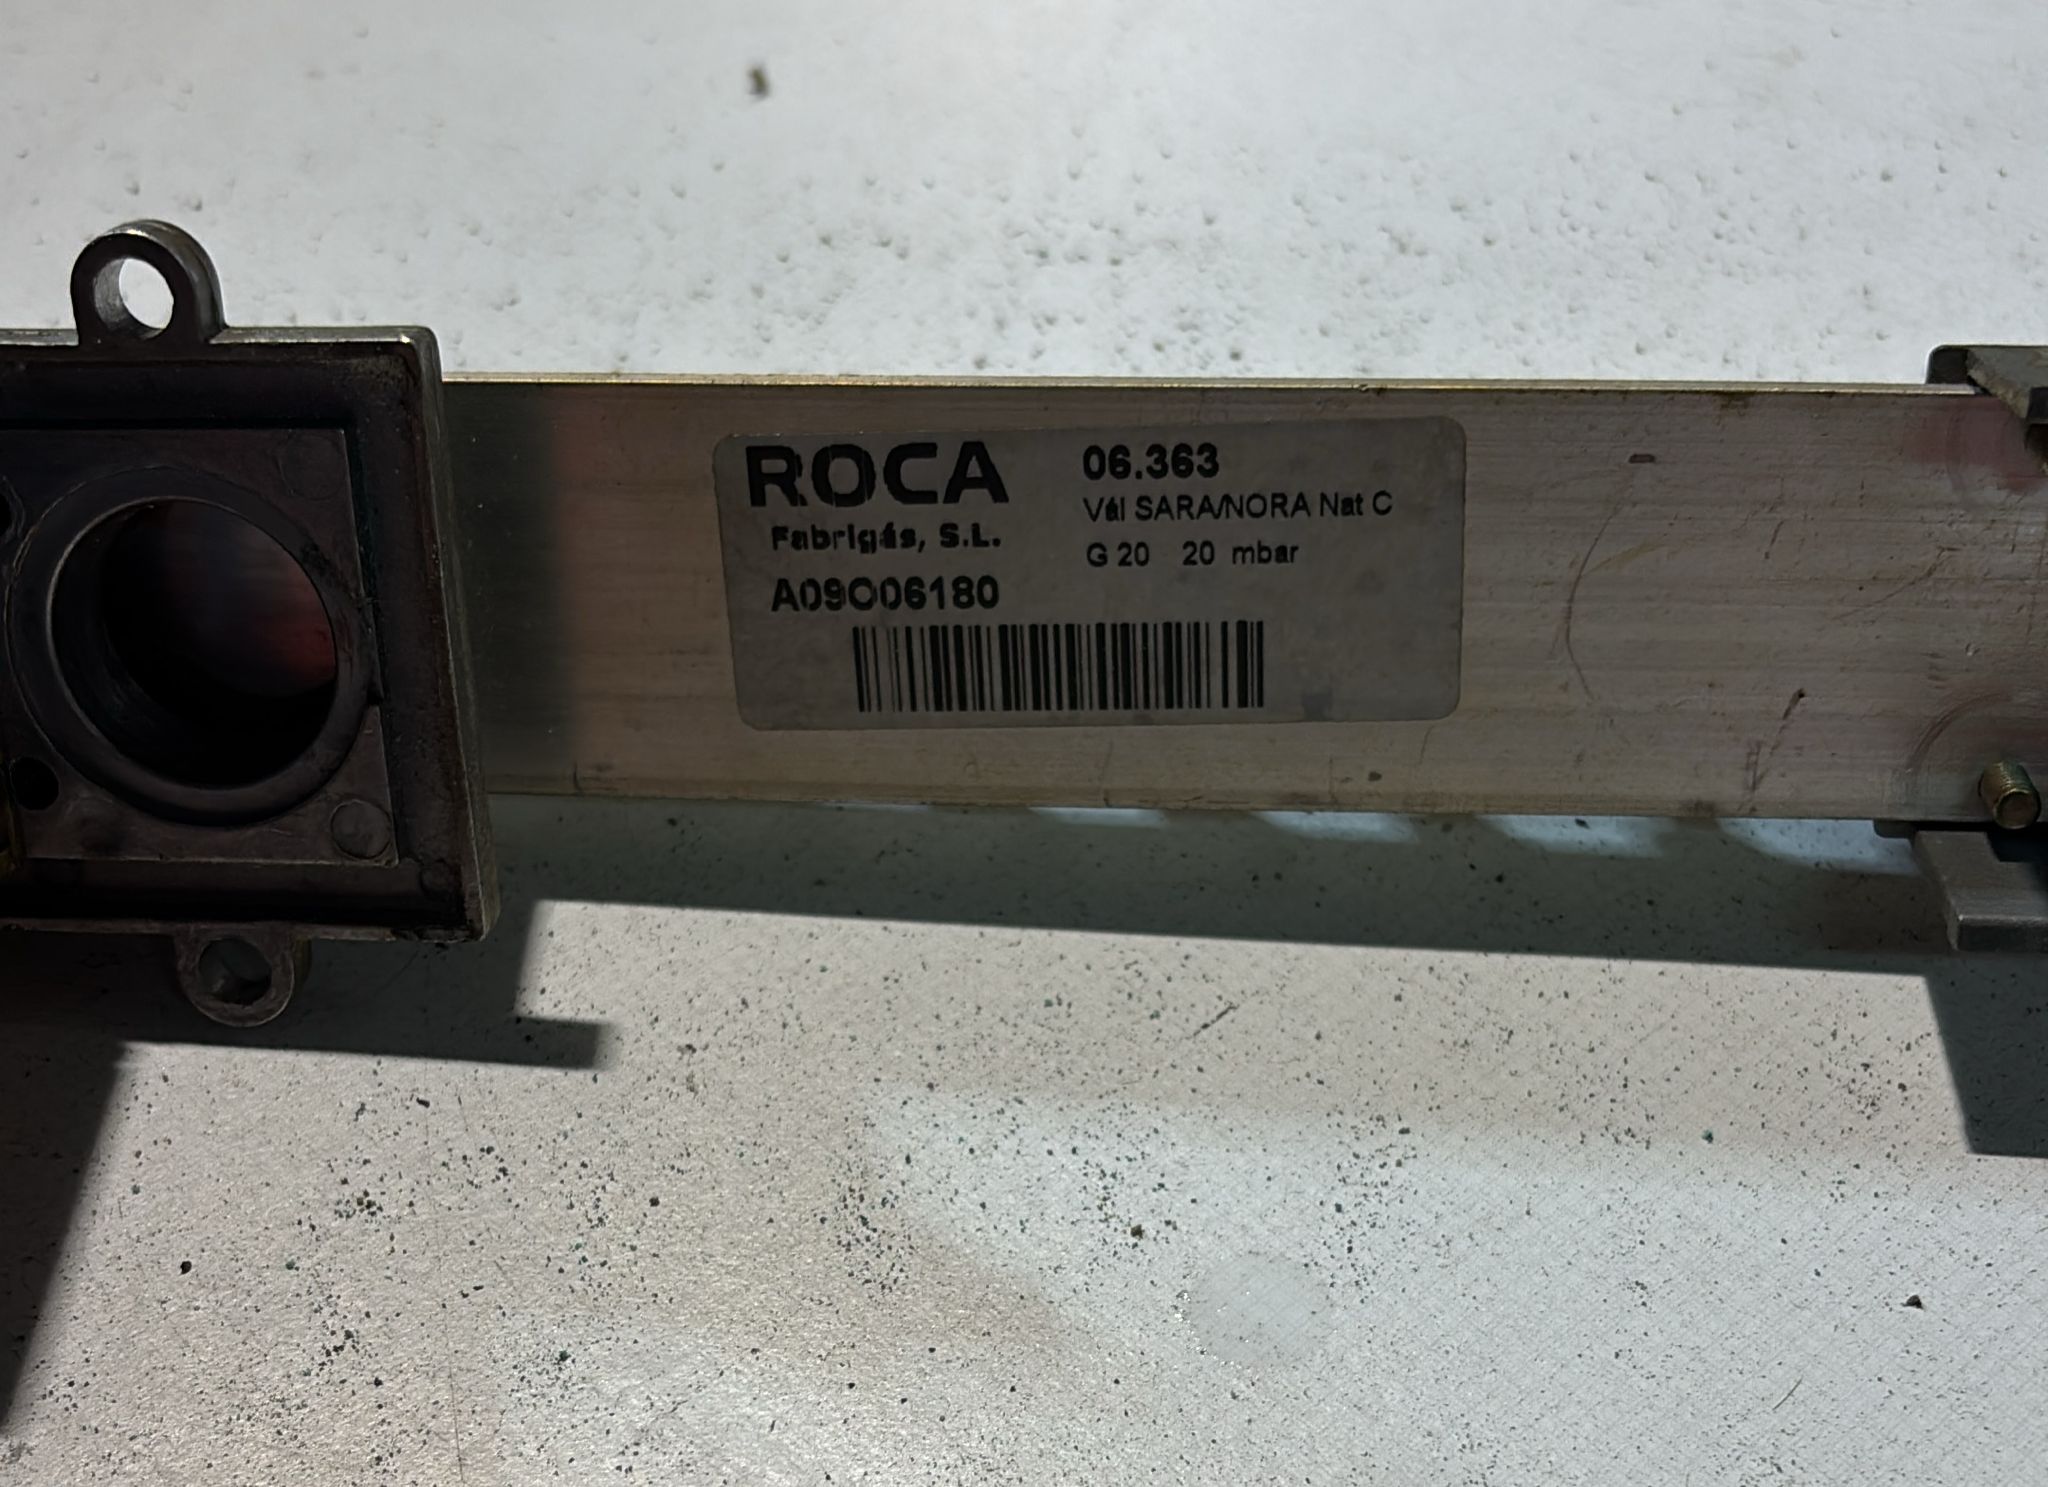 ROCA
Fabrigás, S.L.
A09O06180
06.363
Vál SARA/NORA Nat C
G 20 20 mbar